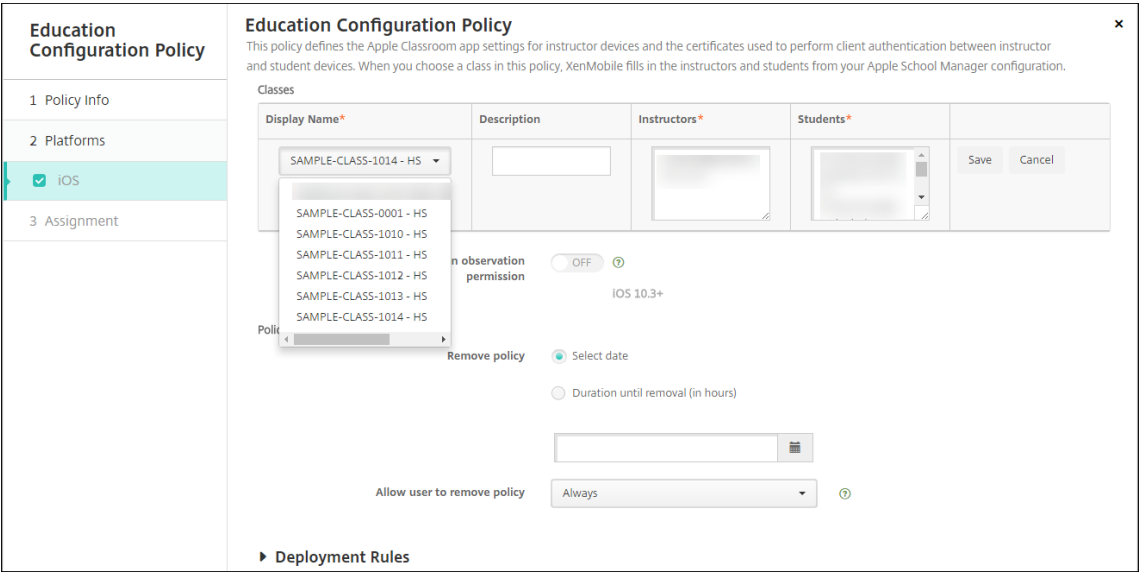 Education
Configuration Policy
1 Policy Info
2 Platforms
iOS
3 Assignment
Education Configuration Policy
×
This policy defines the Apple Classroom app settings for instructor devices and the certificates used to perform client authentication between instructor
and student devices. When you choose a class in this policy, XenMobile fills in the instructors and students from your Apple School Manager configuration.
Classes
Display Name* Description Instructors* Students*
SAMPLE-CLASS-1014 - HS Save Cancel
SAMPLE-CLASS-0001 - HS
SAMPLE-CLASS-1010 - HS
SAMPLE-CLASS-1011 - HS
SAMPLE-CLASS-1012 - HS
SAMPLE-CLASS-1013 - HS
SAMPLE-CLASS-1014 - HS
n observation
permission
OFF ?
iOS 10.3+
Polic
Remove policy Select date
Duration until removal (in hours)
Allow user to remove policy Always ?
Deployment Rules